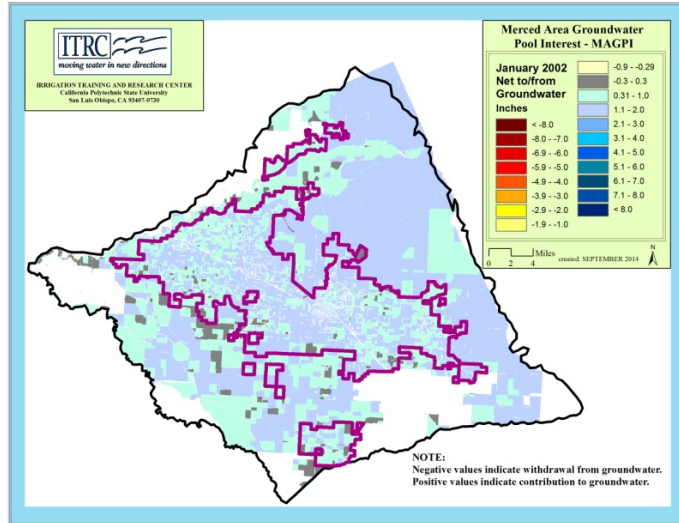 ITRC
moving water in new directions
IRRIGATION TRAINING AND RESEARCH CENTER
California Polytechnic State University
San Luis Obispo, CA 93407-0730
Merced Area Groundwater
Pool Interest - MAGPI
January 2002
Net to/from
Groundwater
Inches
< -8.0
-8.0 - -7.0
-6.9 - -6.0
-5.9 - -5.0
-4.9 - -4.0
-3.9 - -3.0
-2.9 - -2.0
-1.9 - -1.0
-0.9 - -0.29
-0.3 - 0.3
0.31 - 1.0
1.1 - 2.0
2.1 - 3.0
3.1 - 4.0
4.1 - 5.0
5.1 - 6.0
6.1 - 7.0
7.1 - 8.0
< 8.0
Miles
0 2 4
created: SEPTEMBER 2014
N
NOTE:
Negative values indicate withdrawal from groundwater.
Positive values indicate contribution to groundwater.